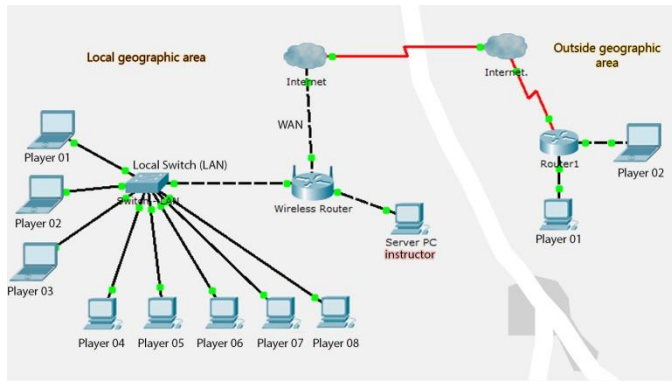 Local geographic area
Outside geographic
area
Internet
Internet.
WAN
Player 01
Local Switch (LAN)
Router1
Player 02
Player 02
Wireless Router
Server PC
instructor
Player 01
Player 03
Player 04
Player 05
Player 06
Player 07
Player 08